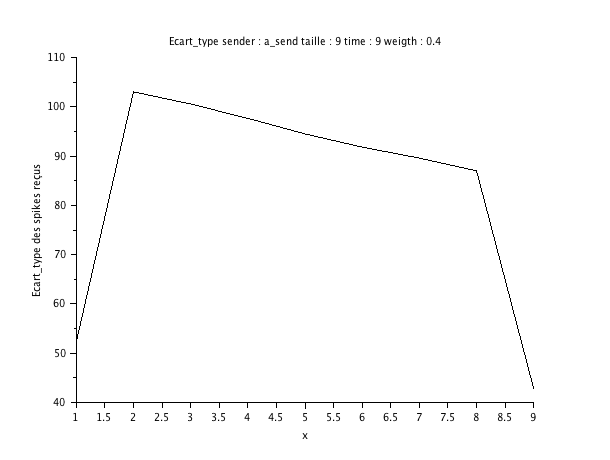 Ecart_type sender : a_send taille : 9 time : 9 weigth : 0.4
110
100
90
80
70
60
50
40
Ecart_type des spikes reçus
1 1.5 2 2.5 3 3.5 4 4.5 5 5.5 6 6.5 7 7.5 8 8.5 9
x